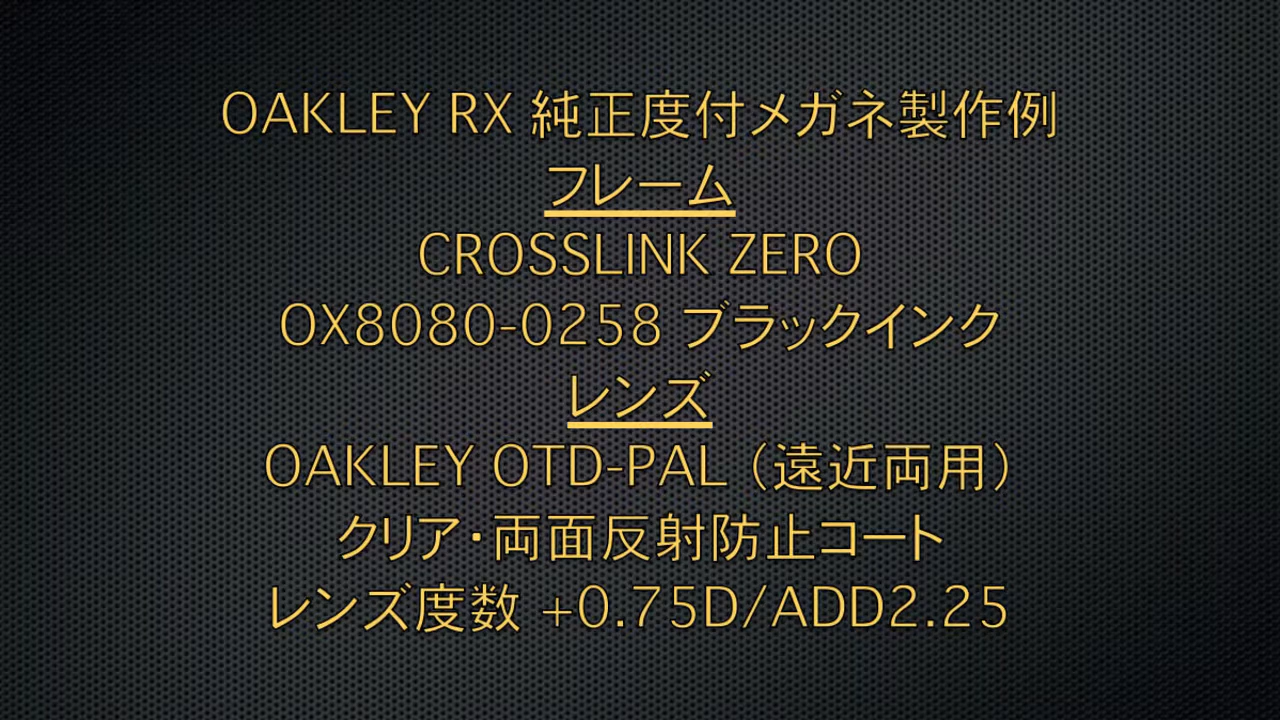 OAKLEY RX 純正度付メガネ製作例
フレーム
CROSSLINK ZERO
OX8080-0258 ブラックインク
レンズ
OAKLEY OTD-PAL（遠近両用）
クリア・両面反射防止コート
レンズ度数 +0.75D/ADD2.25